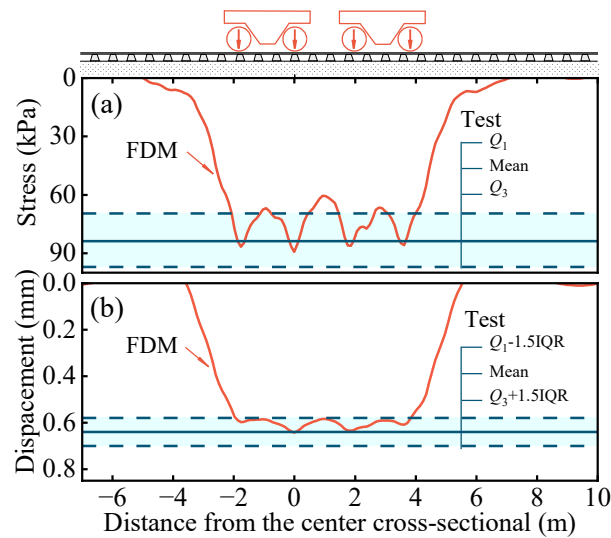 0
(a)
Test
Q1
Mean
Q3
FDM
30
60
90
Stress (kPa)
0.0
(b)
Test
Q1-1.5IQR
Mean
Q3+1.5IQR
FDM
0.2
0.4
0.6
0.8
Dispacement (mm)
−6 −4 −2 0 2 4 6 8 10
Distance from the center cross-sectional (m)